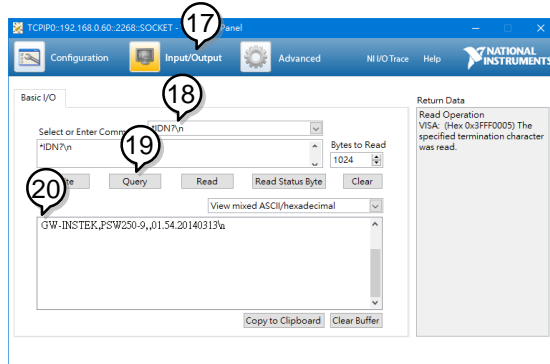 TCPIP0::192.168.0.60::2268::SOCKET - Panel
17
Configuration
Input/Output
Advanced
NI I/O Trace
Help
NATIONAL
INSTRUMENTS
Basic I/O
18
Return Data
Read Operation
VISA: (Hex 0x3FFF0005) The
specified termination character
was read.
Select or Enter
*IDN?\n
19
*IDN?\n
Bytes to Read
1024
20
Query
Read
Read Status Byte
Clear
View mixed ASCII/hexadecimal
GW-INSTEK,PSW250-9,,01.54.20140313\n
Copy to Clipboard
Clear Buffer